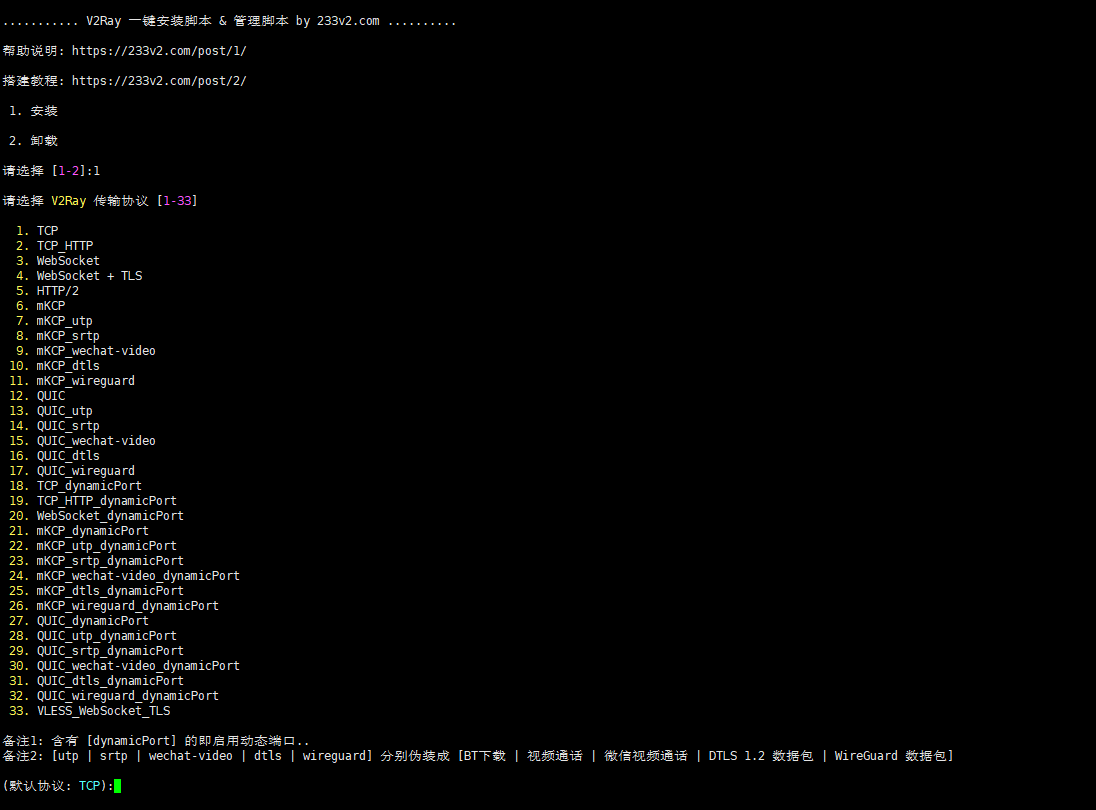 ........... V2Ray 一键安装脚本 & 管理脚本 by 233v2.com ..........
帮助说明: https://233v2.com/post/1/
搭建教程: https://233v2.com/post/2/
1. 安装
2. 卸载
请选择 [1-2]:1
请选择 V2Ray 传输协议 [1-33]
1. TCP
2. TCP_HTTP
3. WebSocket
4. WebSocket + TLS
5. HTTP/2
6. mKCP
7. mKCP_utp
8. mKCP_srtp
9. mKCP_wechat-video
10. mKCP_dtls
11. mKCP_wireguard
12. QUIC
13. QUIC_utp
14. QUIC_srtp
15. QUIC_wechat-video
16. QUIC_dtls
17. QUIC_wireguard
18. TCP_dynamicPort
19. TCP_HTTP_dynamicPort
20. WebSocket_dynamicPort
21. mKCP_dynamicPort
22. mKCP_utp_dynamicPort
23. mKCP_srtp_dynamicPort
24. mKCP_wechat-video_dynamicPort
25. mKCP_dtls_dynamicPort
26. mKCP_wireguard_dynamicPort
27. QUIC_dynamicPort
28. QUIC_utp_dynamicPort
29. QUIC_srtp_dynamicPort
30. QUIC_wechat-video_dynamicPort
31. QUIC_dtls_dynamicPort
32. QUIC_wireguard_dynamicPort
33. VLESS_WebSocket_TLS
备注1: 含有 [dynamicPort] 的即启用动态端口..
备注2: [utp | srtp | wechat-video | dtls | wireguard] 分别伪装成 [BT下载 | 视频通话 | 微信视频通话 | DTLS 1.2 数据包 | WireGuard 数据包]
(默认协议: TCP):